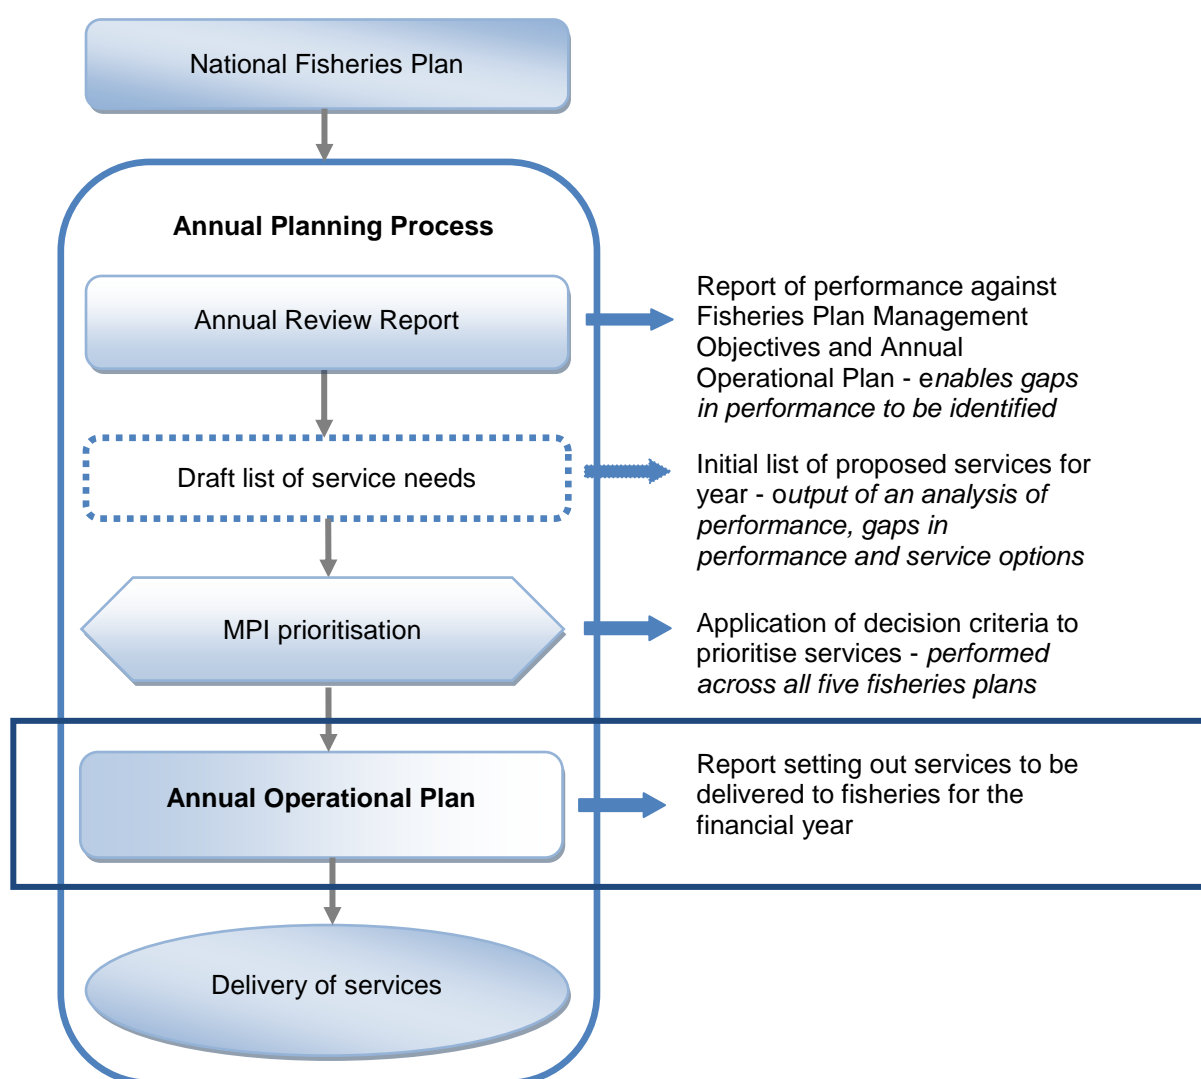 National Fisheries Plan
Annual Planning Process
Annual Review Report
Report of performance against
Fisheries Plan Management
Objectives and Annual
Operational Plan - enables gaps
in performance to be identified
Draft list of service needs
Initial list of proposed services for
year - output of an analysis of
performance, gaps in
performance and service options
MPI prioritisation
Application of decision criteria to
prioritise services - performed
across all five fisheries plans
Annual Operational Plan
Report setting out services to be
delivered to fisheries for the
financial year
Delivery of services